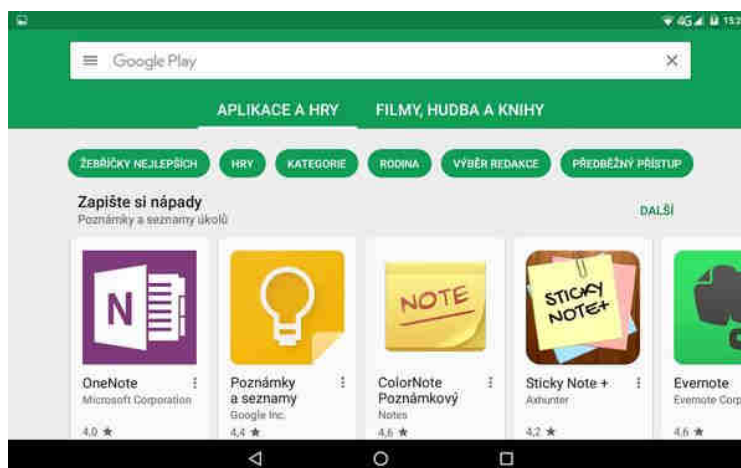 4G 15:2
Google Play
APLIKACE A HRY FILMY, HUDBA A KNIHY
ŽEBŘÍČKY NEJLEPŠÍCH HRY KATEGORIE RODINA VÝBĚR REDAKCE PŘEDBĚŽNÝ PŘÍSTUP
Zapište si nápady
Poznámky a seznamy úkolů
DALŠÍ
N
NOTE
STICKY
NOTE+
OneNote
Microsoft Corporation
4,0 ★
Poznámky
a seznamy
Google Inc.
4,4 ★
ColorNote
Poznámkový
Notes
4,6 ★
Sticky Note +
Axhunter
4,2 ★
Evernote
Evernote Corp
4,6 ★